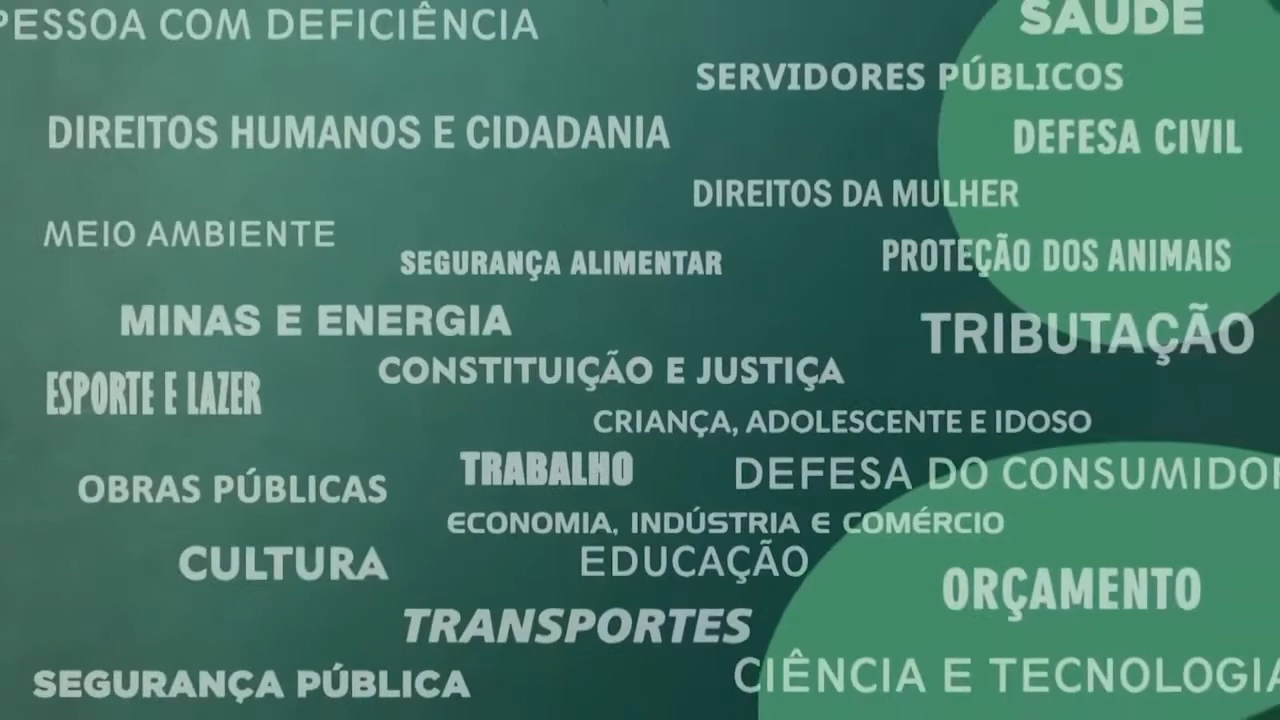 PESSOA COM DEFICIÊNCIA
SAÚDE
SERVIDORES PÚBLICOS
DIREITOS HUMANOS E CIDADANIA
DEFESA CIVIL
DIREITOS DA MULHER
MEIO AMBIENTE
SEGURANÇA ALIMENTAR
PROTEÇÃO DOS ANIMAIS
MINAS E ENERGIA
TRIBUTAÇÃO
CONSTITUIÇÃO E JUSTIÇA
ESPORTE E LAZER
CRIANÇA, ADOLESCENTE E IDOSO
TRABALHO
DEFESA DO CONSUMIDOR
OBRAS PÚBLICAS
ECONOMIA, INDÚSTRIA E COMÉRCIO
CULTURA
EDUCAÇÃO
ORÇAMENTO
TRANSPORTES
CIÊNCIA E TECNOLOGIA
SEGURANÇA PÚBLICA